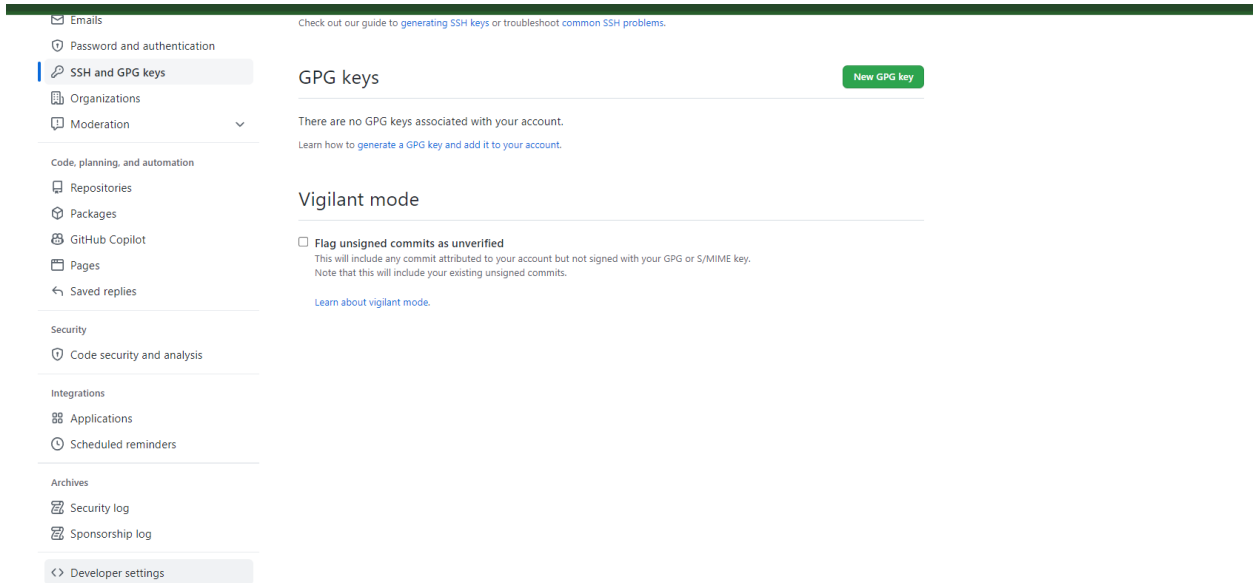 Emails
Password and authentication
SSH and GPG keys
Organizations
Moderation
Code, planning, and automation
Repositories
Packages
GitHub Copilot
Pages
Saved replies
Security
Code security and analysis
Integrations
Applications
Scheduled reminders
Archives
Security log
Sponsorship log
Developer settings
Check out our guide to generating SSH keys or troubleshoot common SSH problems.
GPG keys
New GPG key
There are no GPG keys associated with your account.
Learn how to generate a GPG key and add it to your account.
Vigilant mode
Flag unsigned commits as unverified
This will include any commit attributed to your account but not signed with your GPG or S/MIME key.
Note that this will include your existing unsigned commits.
Learn about vigilant mode.